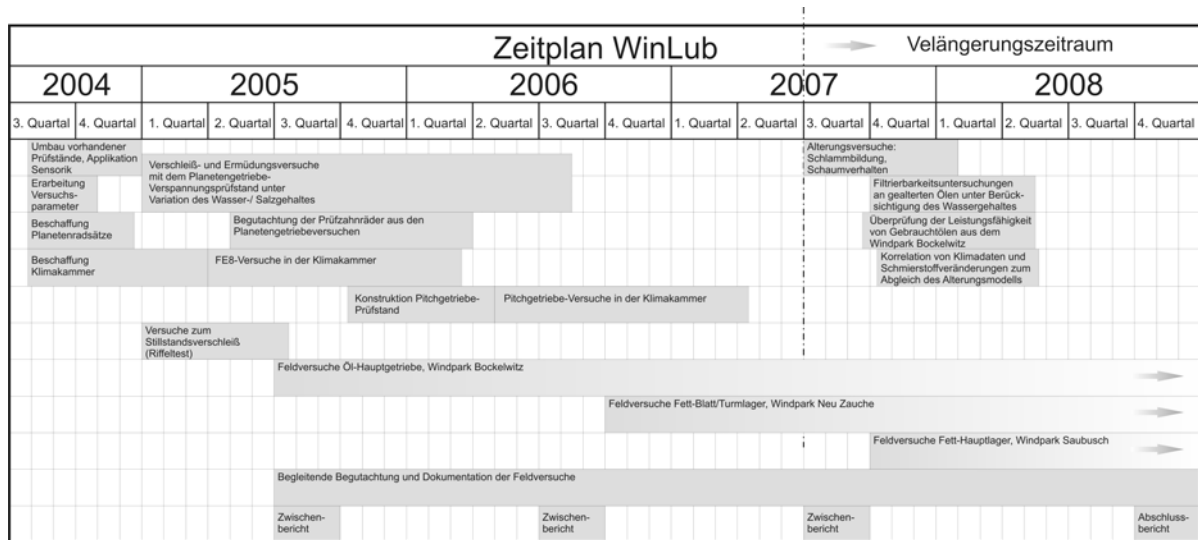 Zeitplan WinLub
Velängerungszeitraum
2004 2005 2006 2007 2008
3. Quartal 4. Quartal 1. Quartal 2. Quartal 3. Quartal 4. Quartal 1. Quartal 2. Quartal 3. Quartal 4. Quartal 1. Quartal 2. Quartal 3. Quartal 4. Quartal 1. Quartal 2. Quartal 3. Quartal 4. Quartal
Umbau vorhandener
Prüfstände, Applikation
Sensorik
Verschleiß- und Ermüdungsversuche
mit dem Planetengetriebe-
Verspannungsprüfstand unter
Variation des Wasser-/ Salzgehaltes
Alterungsversuche:
Schlammbildung,
Schaumverhalten
Erarbeitung
Versuchs-
parameter
Filtrierbarkeitsuntersuchungen
an gealterten Ölen unter Berück-
sichtigung des Wassergehaltes
Beschaffung
Planetenradsätze
Begutachtung der Prüfzahnräder aus den
Planetengetriebeversuchen
Überprüfung der Leistungsfähigkeit
von Gebrauchtölen aus dem
Windpark Bockelwitz
Beschaffung
Klimakammer
FE8-Versuche in der Klimakammer
Korrelation von Klimadaten und
Schmierstoffveränderungen zum
Abgleich des Alterungsmodells
Konstruktion Pitchgetriebe-
Prüfstand
Pitchgetriebe-Versuche in der Klimakammer
Versuche zum
Stillstandsverschleiß
(Riffeltest)
Feldversuche Öl-Hauptgetriebe, Windpark Bockelwitz
Feldversuche Fett-Blatt/Turmlager, Windpark Neu Zauche
Feldversuche Fett-Hauptlager, Windpark Saubusch
Begleitende Begutachtung und Dokumentation der Feldversuche
Zwischen-
bericht
Zwischen-
bericht
Zwischen-
bericht
Abschluss-
bericht